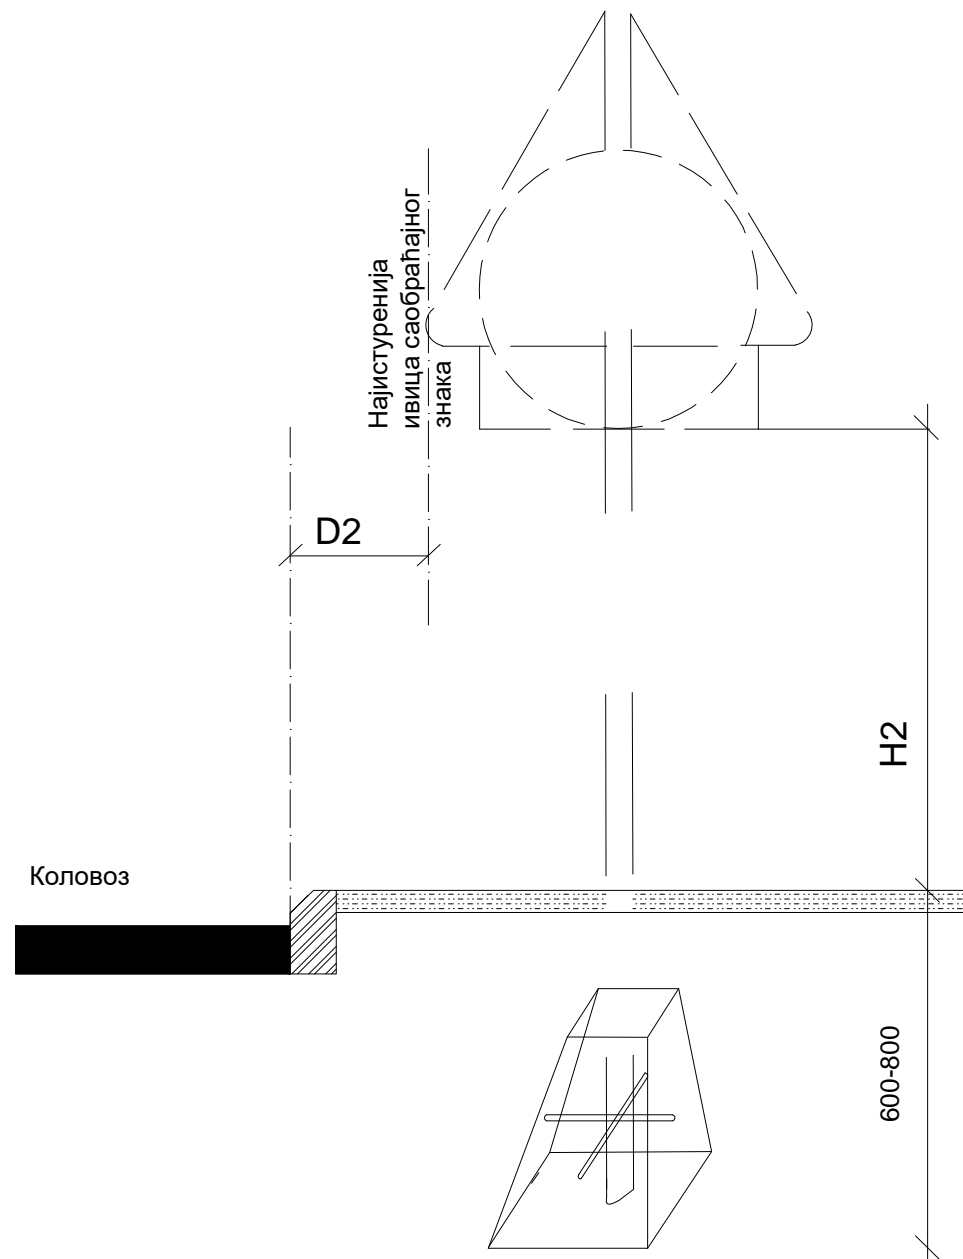 Најистуренија
ивица саобраћајног
знака
D2
H2
Коловоз
600-800